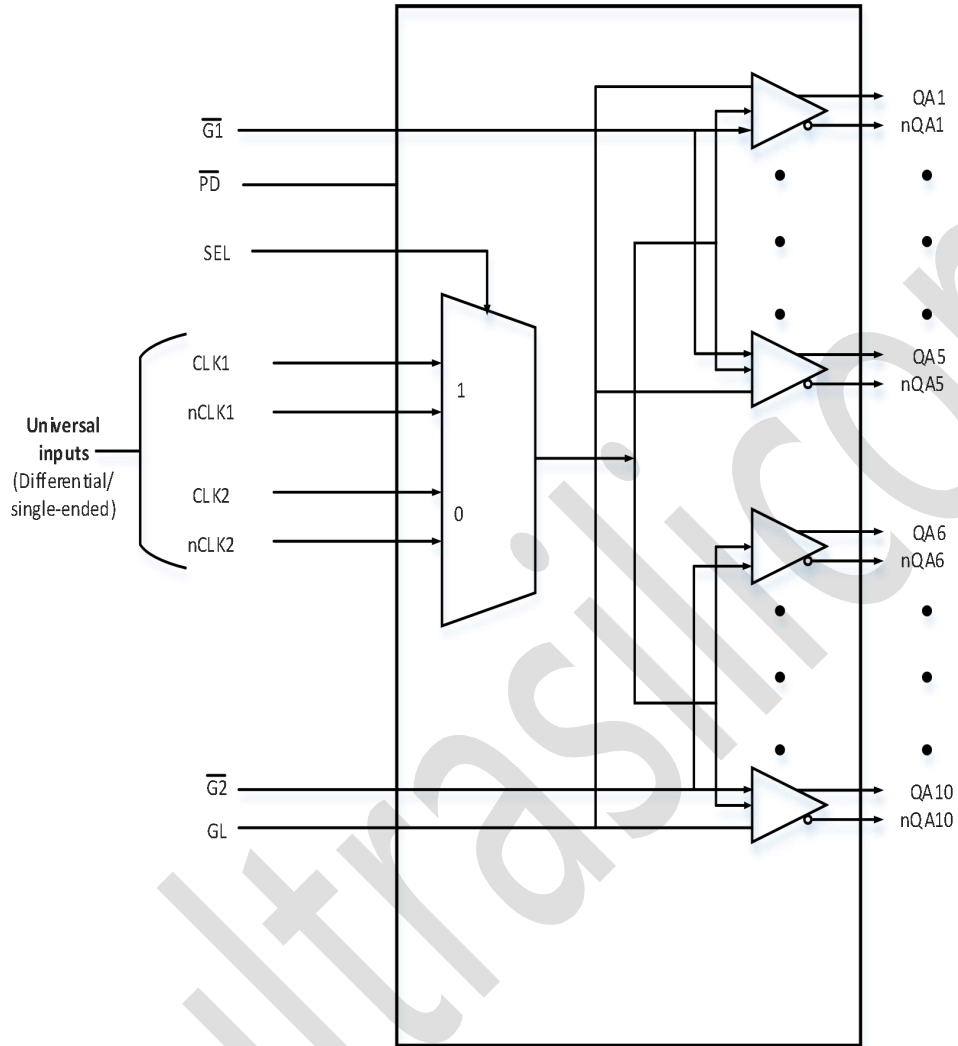 G1
PD
SEL
CLK1
nCLK1
CLK2
nCLK2
Universal
inputs
(Differential/
single-ended)
1
0
QA1
nQA1
QA5
nQA5
QA6
nQA6
G2
GL
QA10
nQA10
ultrasilicon